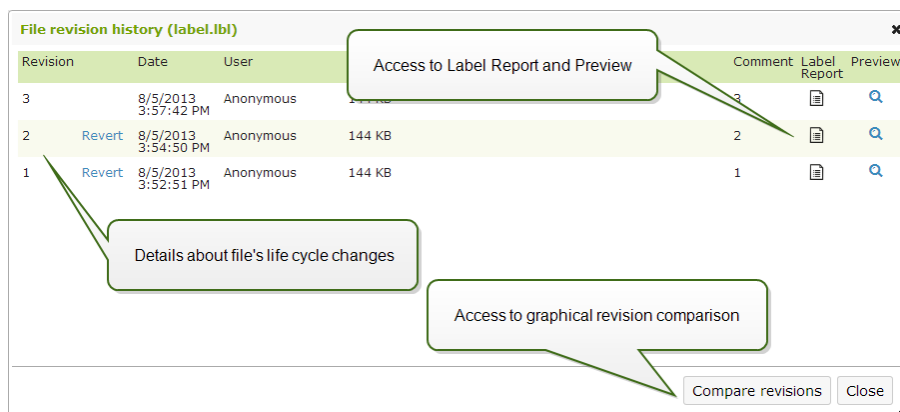 File revision history (label.lbl)
Revision Date User Comment Label Report Preview
Access to Label Report and Preview
3 8/5/2013 3:57:42 PM Anonymous 144 KB 3
2 Revert 8/5/2013 3:54:50 PM Anonymous 144 KB 2
1 Revert 8/5/2013 3:52:51 PM Anonymous 144 KB 1
Details about file's life cycle changes
Access to graphical revision comparison
Compare revisions Close